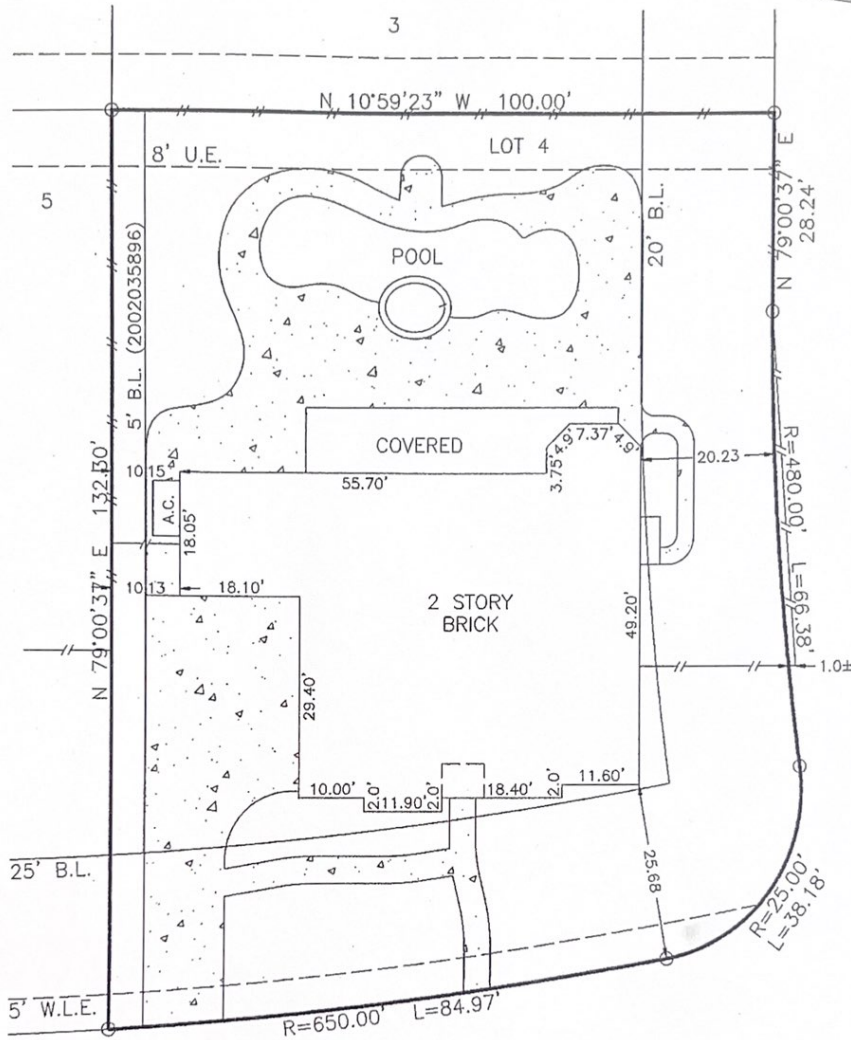 3
N 10°59'23" W 100.00'
8' U.E.
LOT 4
5
5' B.L. (2002035896)
20' B.L.
N 79°00'37" E
28.24'
POOL
COVERED
7.37'
4.9'
4.9'
3.75'
20.23
10.15'
55.70'
A.C.
18.05'
R=480.00' L=66.38'
N 79°00'37" E 132.30'
10.13
18.10'
2 STORY
BRICK
49.20'
29.40'
1.0±
10.00'
2.0'
11.90'
2.0'
18.40'
2.0'
11.60'
25' B.L.
25.68
R=25.00'
L=38.18'
5' W.L.E.
R=650.00' L=84.97'